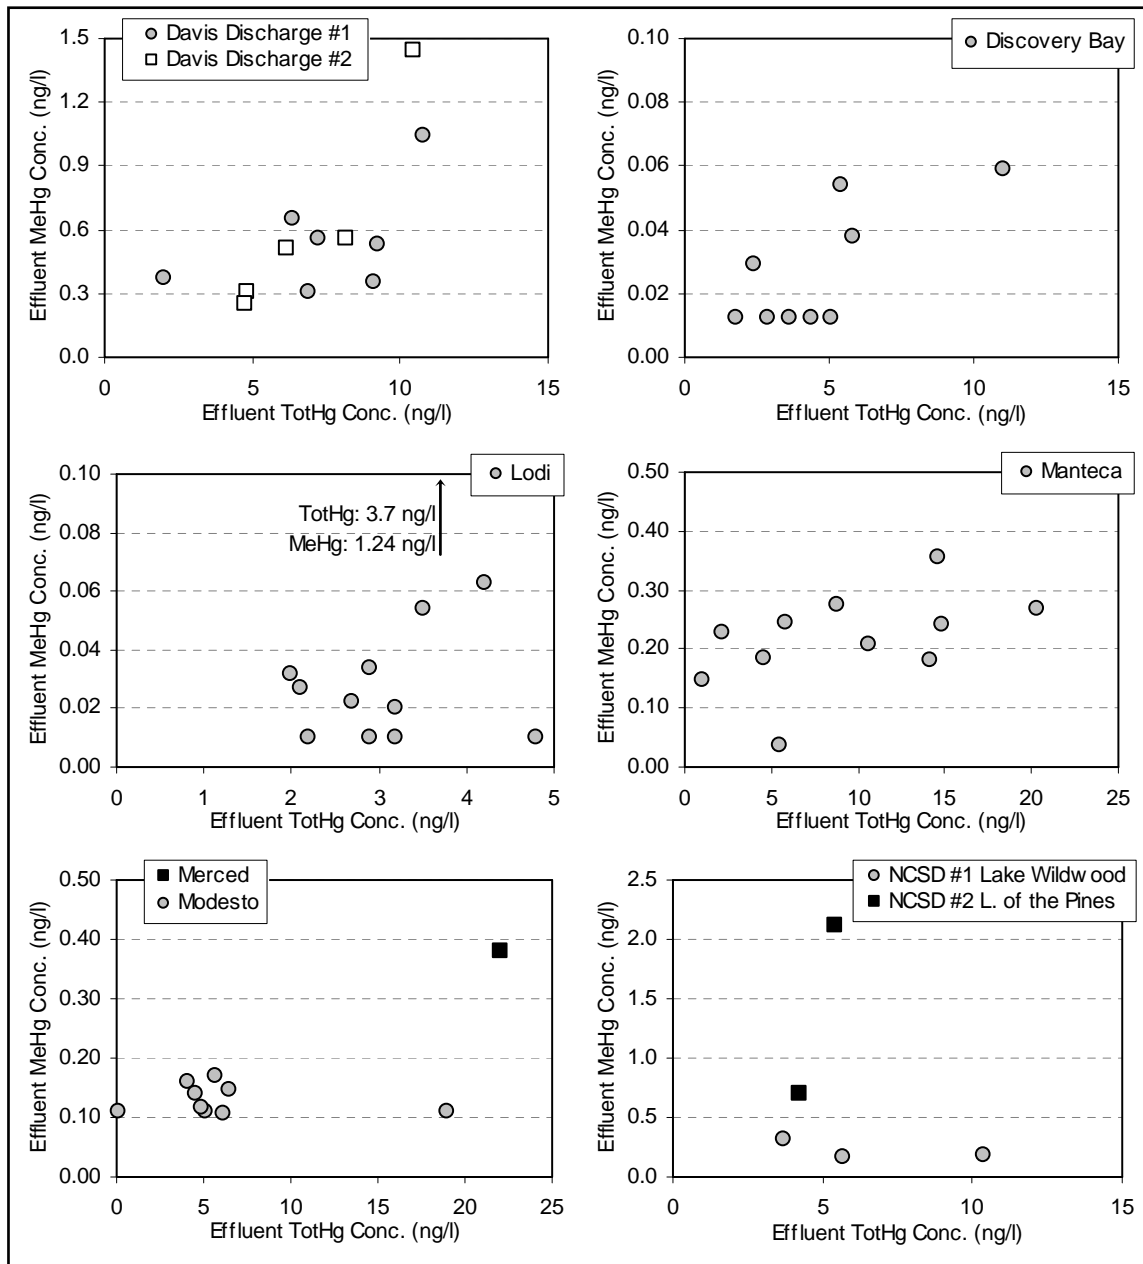 Davis Discharge #1
Davis Discharge #2
Effluent MeHg Conc. (ng/l)
1.5
1.2
0.9
0.6
0.3
0.0
5
10
15
Effluent TotHg Conc. (ng/l)
Discovery Bay
Effluent MeHg Conc. (ng/l)
0.10
0.08
0.06
0.04
0.02
0.00
0
5
10
15
Effluent TotHg Conc. (ng/l)
Lodi
TotHg: 3.7 ng/l
MeHg: 1.24 ng/l
Effluent MeHg Conc. (ng/l)
0.10
0.08
0.06
0.04
0.02
0.00
0
1
2
3
4
5
Effluent TotHg Conc. (ng/l)
Manteca
Effluent MeHg Conc. (ng/l)
0.50
0.40
0.30
0.20
0.10
0.00
0
5
10
15
20
25
Effluent TotHg Conc. (ng/l)
Merced
Modesto
Effluent MeHg Conc. (ng/l)
0.50
0.40
0.30
0.20
0.10
0.00
0
5
10
15
20
25
Effluent TotHg Conc. (ng/l)
NCSD #1 Lake Wildwood
NCSD #2 L. of the Pines
Effluent MeHg Conc. (ng/l)
2.5
2.0
1.5
1.0
0.5
0.0
0
5
10
15
Effluent TotHg Conc. (ng/l)